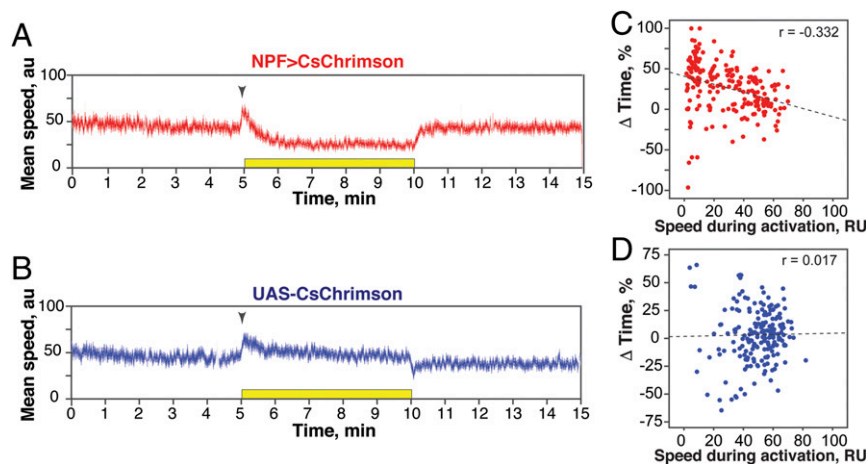 A
NPF>CsChrimson
Mean speed, au
100
50
0
0 1 2 3 4 5 6 7 8 9 10 11 12 13 14 15
Time, min
B
UAS-CsChrimson
Mean speed, au
100
50
0
0 1 2 3 4 5 6 7 8 9 10 11 12 13 14 15
Time, min
C
r = -0.332
Δ Time, %
100
50
0
-50
-100
0 20 40 60 80 100
Speed during activation, RU
D
r = 0.017
Δ Time, %
75
50
25
0
-25
-50
-75
0 20 40 60 80 100
Speed during activation, RU